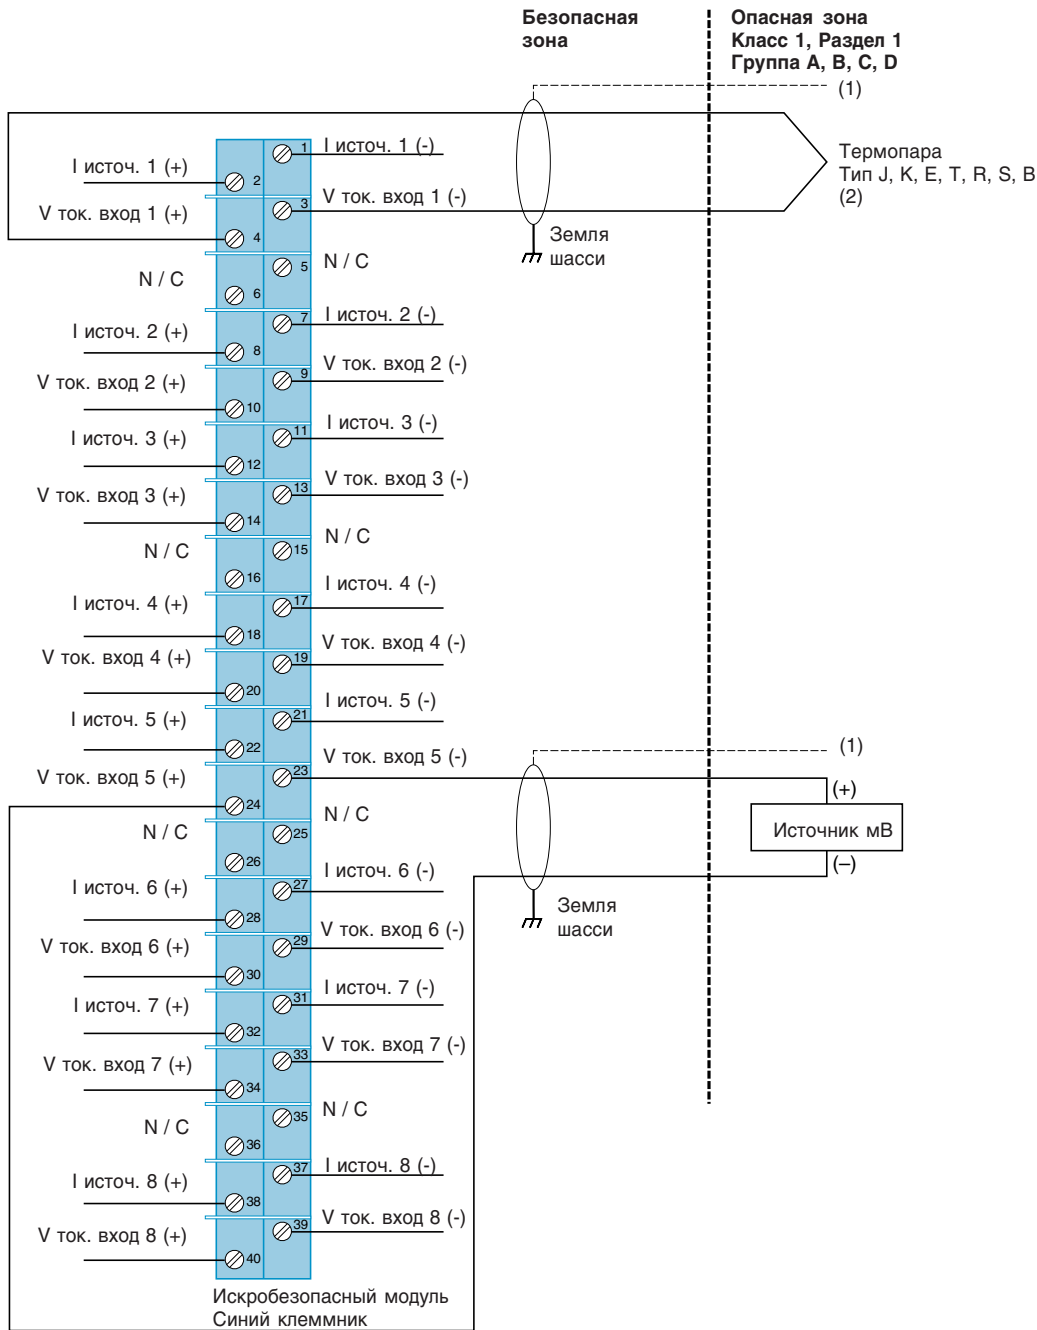 Безопасная
зона
Опасная зона
Класс 1, Раздел 1
Группа A, B, C, D
(1)
1
I источ. 1 (-)
I источ. 1 (+)
2
Термопара
Тип J, K, E, T, R, S, B
(2)
3
V ток. вход 1 (-)
V ток. вход 1 (+)
4
Земля
шасси
5
N / C
N / C
6
7
I источ. 2 (-)
I источ. 2 (+)
8
9
V ток. вход 2 (-)
V ток. вход 2 (+)
10
11
I источ. 3 (-)
I источ. 3 (+)
12
13
V ток. вход 3 (-)
V ток. вход 3 (+)
14
15
N / C
N / C
16
17
I источ. 4 (-)
I источ. 4 (+)
18
19
V ток. вход 4 (-)
V ток. вход 4 (+)
20
21
I источ. 5 (-)
I источ. 5 (+)
22
(1)
23
V ток. вход 5 (-)
V ток. вход 5 (+)
24
(+)
Источник мВ
(–)
25
N / C
N / C
26
27
I источ. 6 (-)
I источ. 6 (+)
28
Земля
шасси
29
V ток. вход 6 (-)
V ток. вход 6 (+)
30
31
I источ. 7 (-)
I источ. 7 (+)
32
33
V ток. вход 7 (-)
V ток. вход 7 (+)
34
35
N / C
N / C
36
37
I источ. 8 (-)
I источ. 8 (+)
38
39
V ток. вход 8 (-)
V ток. вход 8 (+)
40
Искробезопасный модуль
Синий клеммник